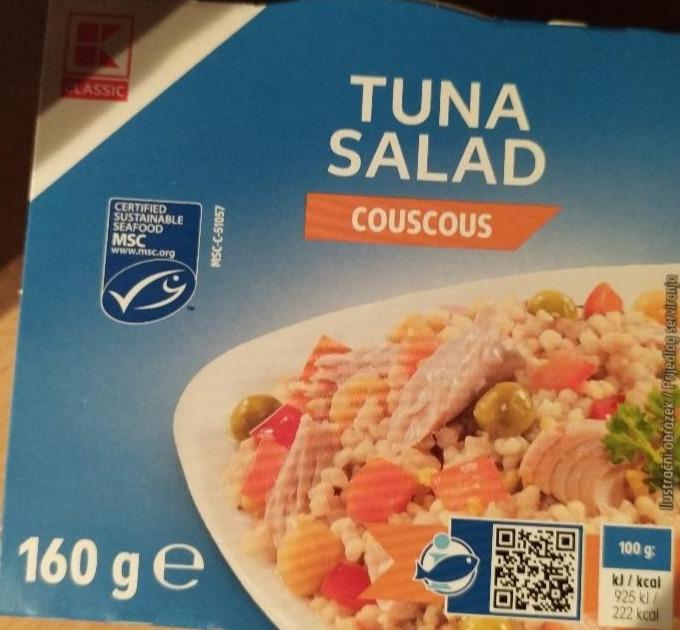 K
CLASSIC
TUNA
SALAD
COUSCOUS
CERTIFIED
SUSTAINABLE
SEAFOOD
MSC
www.msc.org
TM
MSC-C-51057
Ilustrační obrázek / Prijedlog serviranja
160 g e
100 g:
kJ / kcal
925 kJ /
222 kcal